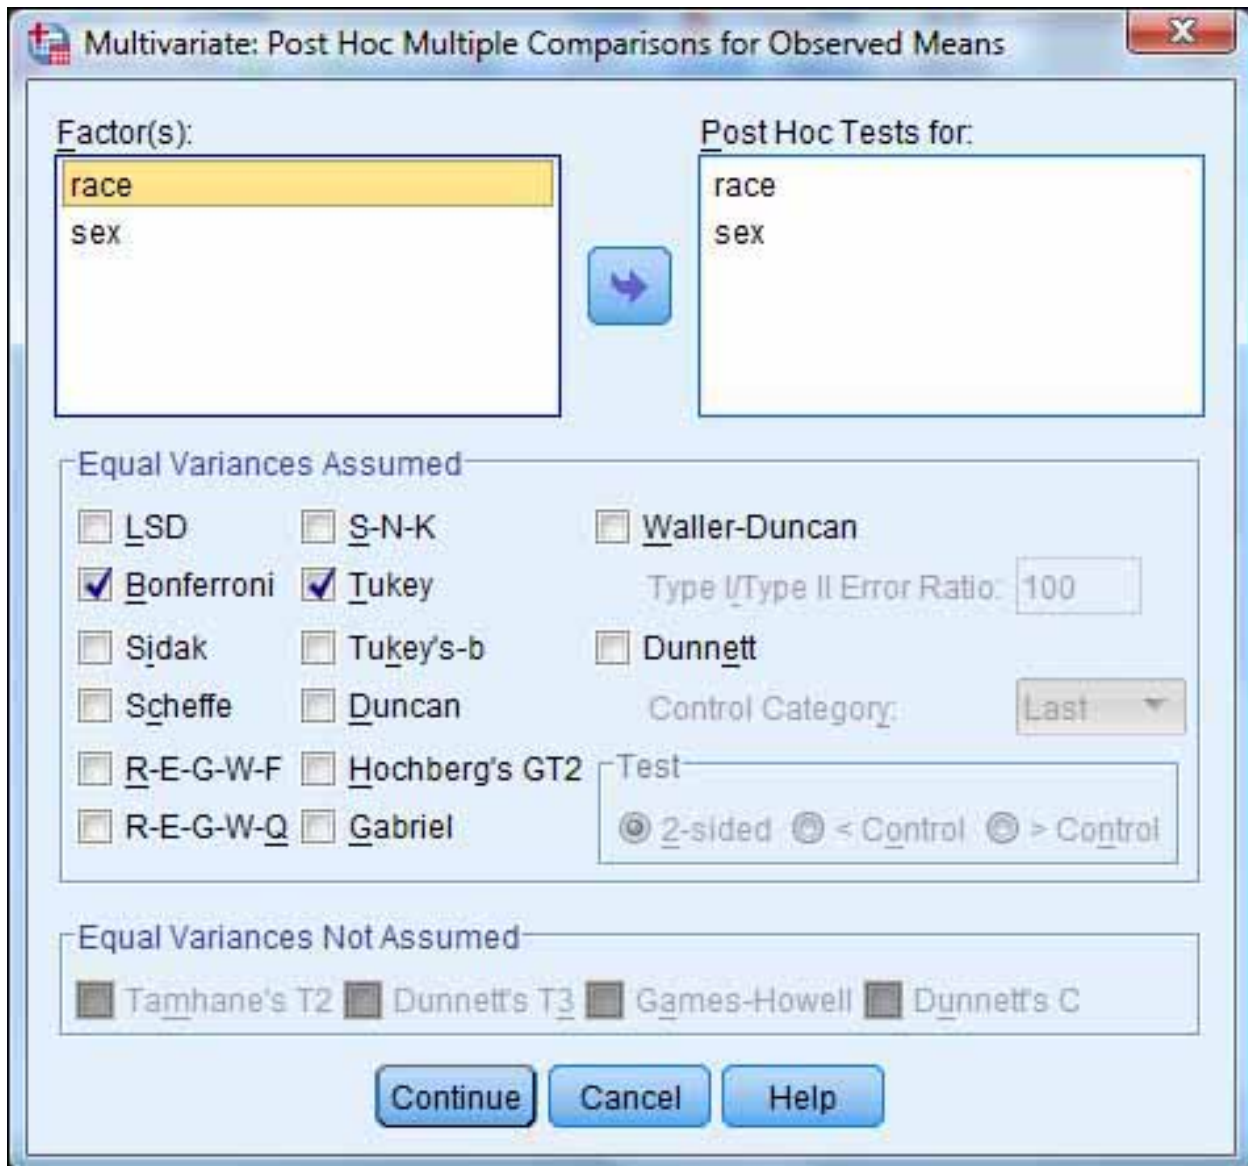 Multivariate: Post Hoc Multiple Comparisons for Observed Means
X
Factor(s):
race
sex
Post Hoc Tests for:
race
sex
Equal Variances Assumed
LSD S-N-K Waller-Duncan
Bonferroni Tukey Type I/Type II Error Ratio: 100
Sidak Tukey's-b Dunnett
Scheffe Duncan Control Category: Last
R-E-G-W-F Hochberg's GT2 Test
R-E-G-W-Q Gabriel 2-sided < Control > Control
Equal Variances Not Assumed
Tamhane's T2 Dunnett's T3 Games-Howell Dunnett's C
Continue Cancel Help